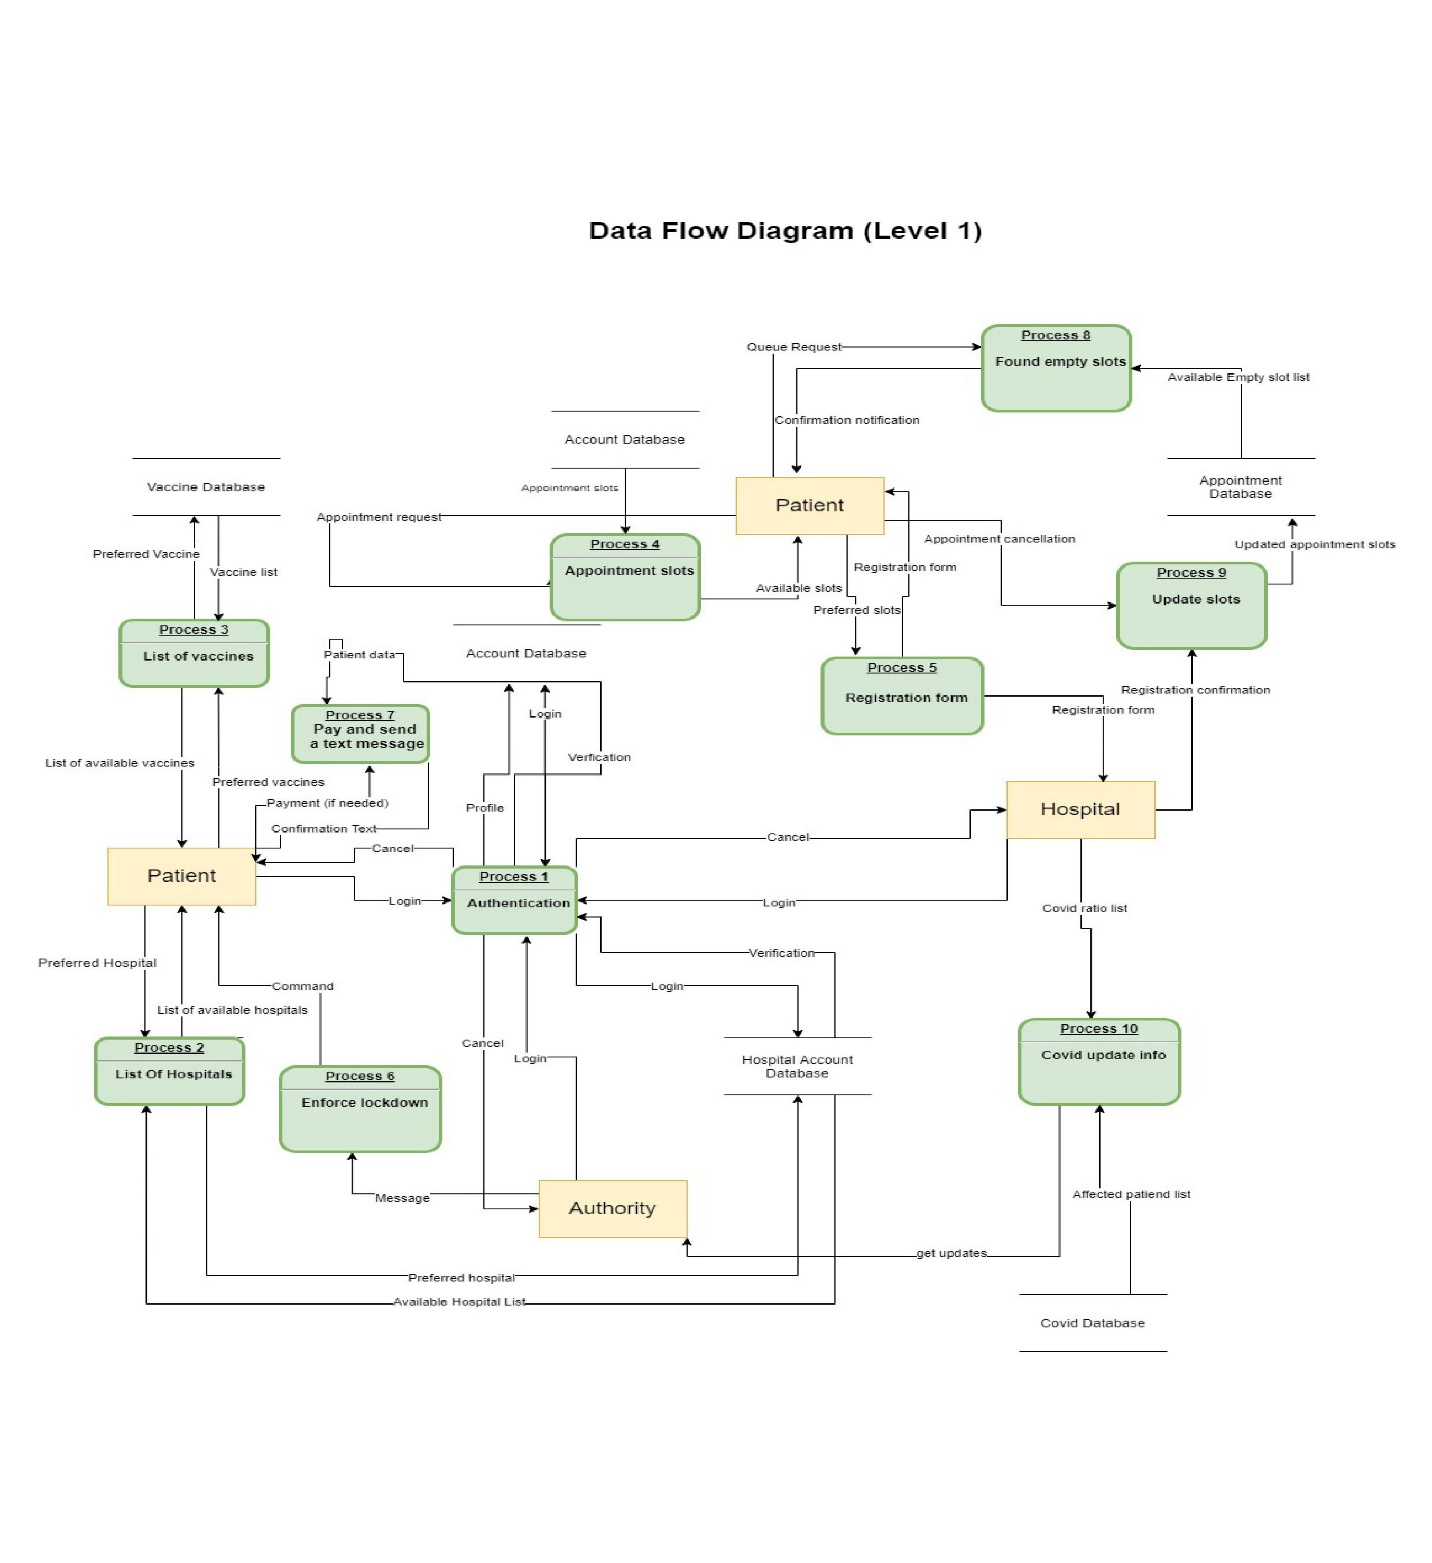 Data Flow Diagram (Level 1)
Process 8
Queue Request
Found empty slots
Available Empty slot list
Confirmation notification
Account Database
Vaccine Database
Appointment slots
Appointment
Database
Patient
Appointment request
Appointment cancellation
Updated appointment slots
Process 4
Preferred Vaccine
Vaccine list
Appointment slots
Registration form
Process 9
Available slots
Update slots
Preferred slots
Process 3
List of vaccines
Patient data
Account Database
Process 5
Registration form
Registration confirmation
Registration form
Process 7
Pay and send
a text message
Login
Verfication
List of available vaccines
Preferred vaccines
Payment (if needed)
Profile
Hospital
Confirmation Text
Cancel
Cancel
Patient
Process 1
Authentication
Login
Login
Covid ratio list
Preferred Hospital
Verification
Command
Login
List of available hospitals
Process 2
List Of Hospitals
Cancel
Login
Hospital Account
Database
Process 10
Covid update info
Process 6
Enforce lockdown
Message
Authority
Affected patiend list
get updates
Preferred hospital
Available Hospital List
Covid Database